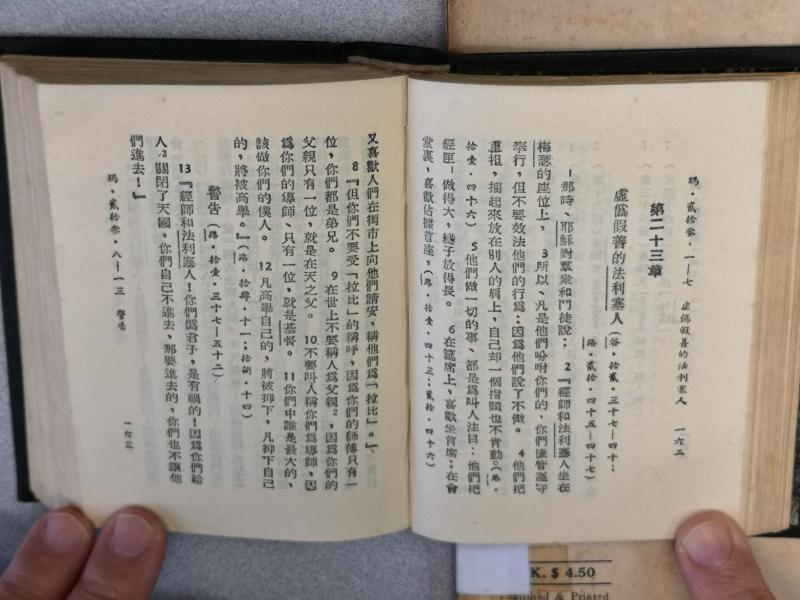 瑪·貳拾叁·一—七 虛僞假善的法利塞人 一六二
第二十三章
虛僞假善的法利塞人(谷·拾貳·三十七—四十;
路·貳拾·四十五—四十七)
一那時、耶穌對羣衆和門徒說: 2『經師和法利塞人坐在
梅瑟的座位上, 3所以、凡是他們吩咐你們的,你們儘管遵守
奉行,但不要效法他們的行爲:因爲他們說了不做。 4他們把
重担,捆起來放在別人的肩上,自己却一個指頭也不肯動。(路·
拾壹·四十六) 5他們做一切的事、都是爲叫人注目:他們把
經匣一做得大,繐子放得長。 6在筵席上,喜歡坐首席;在會
堂裏,喜歡佔據首座,(路·拾壹·四十三;貳拾·四十六)
又喜歡人們在街市上向他們請安,稱他們爲「拉比」。
8『但你們不要受「拉比」的稱呼,因爲你們的師傅只有一
位,你們都是弟兄。 9在世上不要稱人爲父親²,因爲你們的
父親只有一位,就是在天之父。 10不要叫人稱你們爲導師,因
爲你們的導師、只有一位,就是基督。 11你們中誰是最大的,
該做你們的僕人。 12凡高舉自己的,將被抑下,凡抑下自己
的,將被高舉。』(路·拾肆·十一;拾捌·十四)
警告(路·拾壹·三十七—五十二)
13『經師和法利塞人!你們僞君子,是有禍的!因爲你們給
人³關閉了天國,你們自己不進去,那要進去的,你們也不讓他
們進去!』
瑪·貳拾叁·八—一三 警告 一六三
K. $ 4.50
Published & Printed